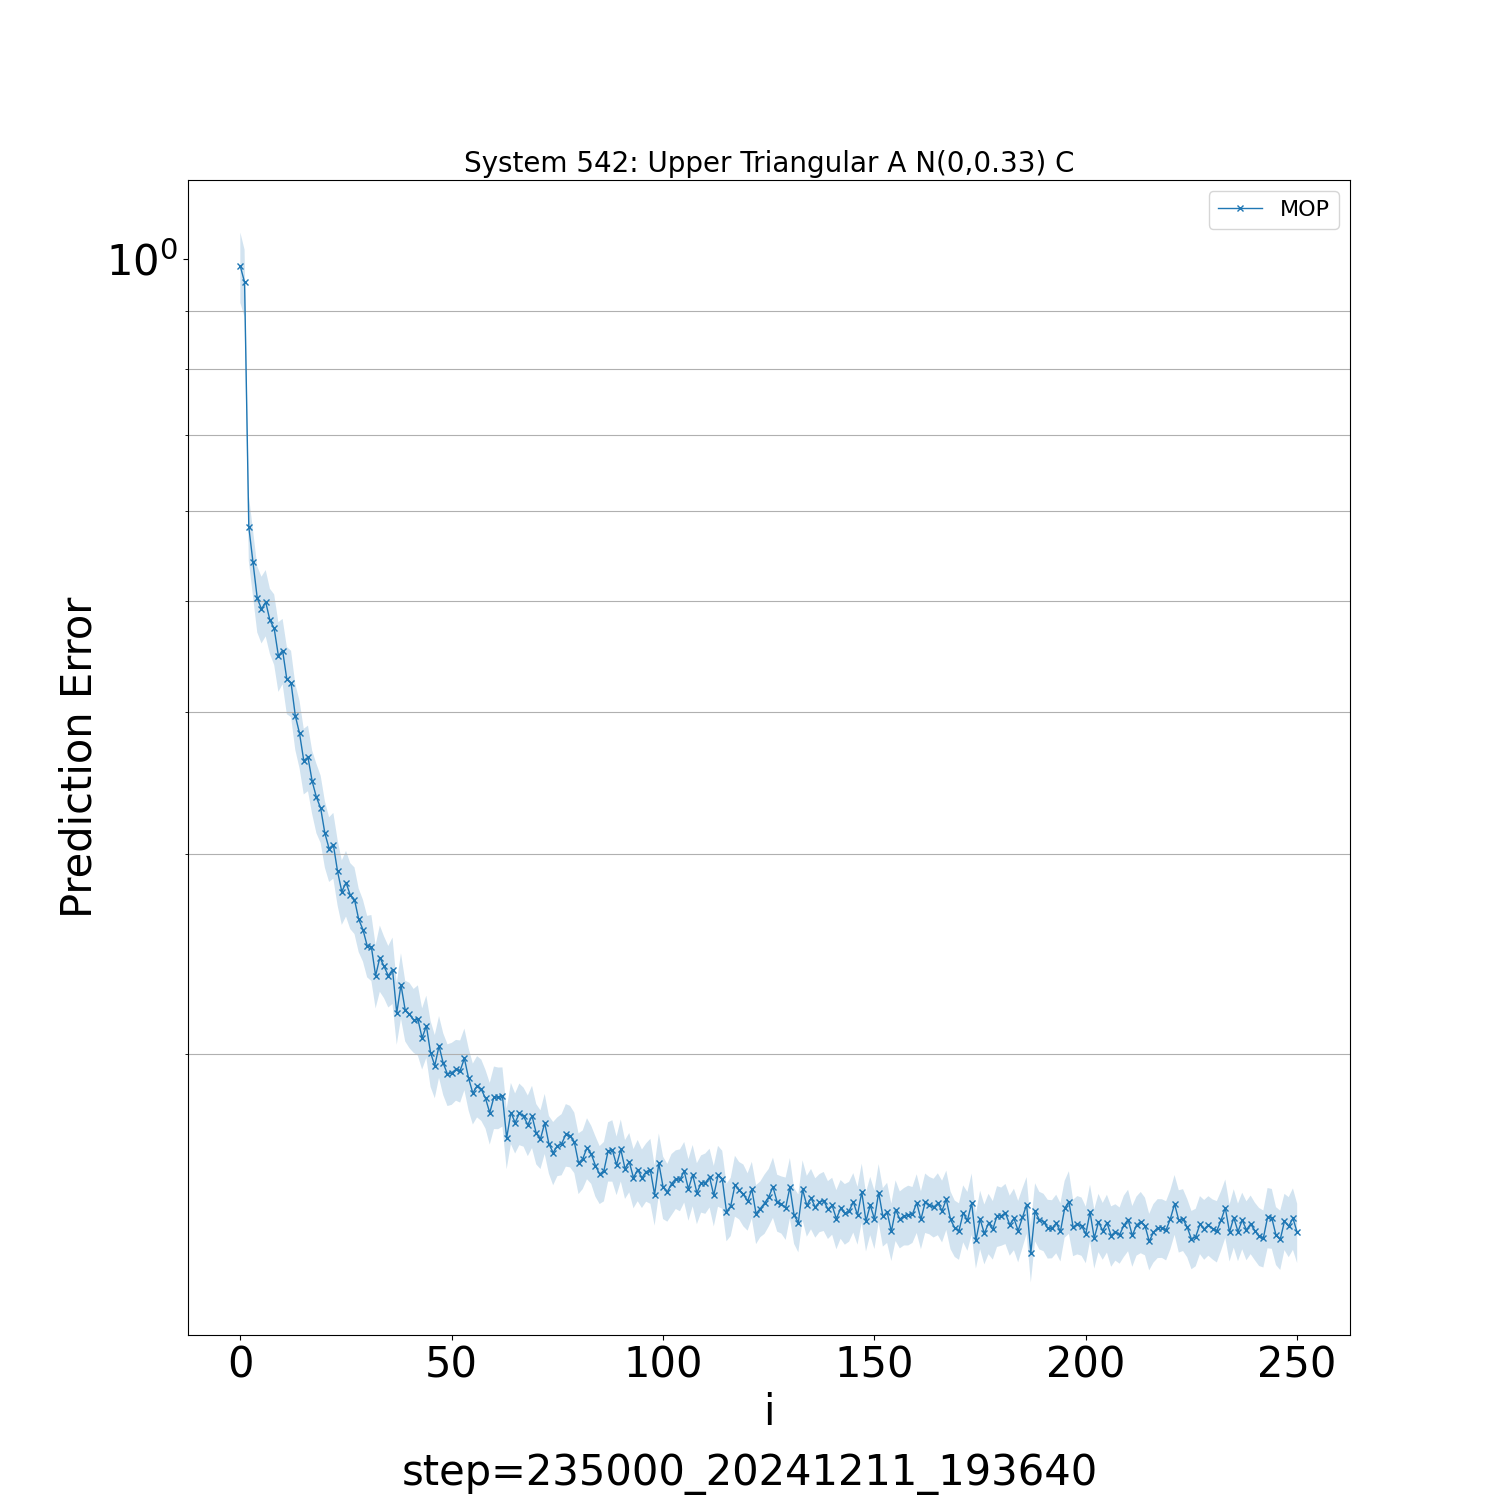 System 542: Upper Triangular A N(0,0.33) C
MOP
10⁰
Prediction Error
0 50 100 150 200 250
i
step=235000_20241211_193640